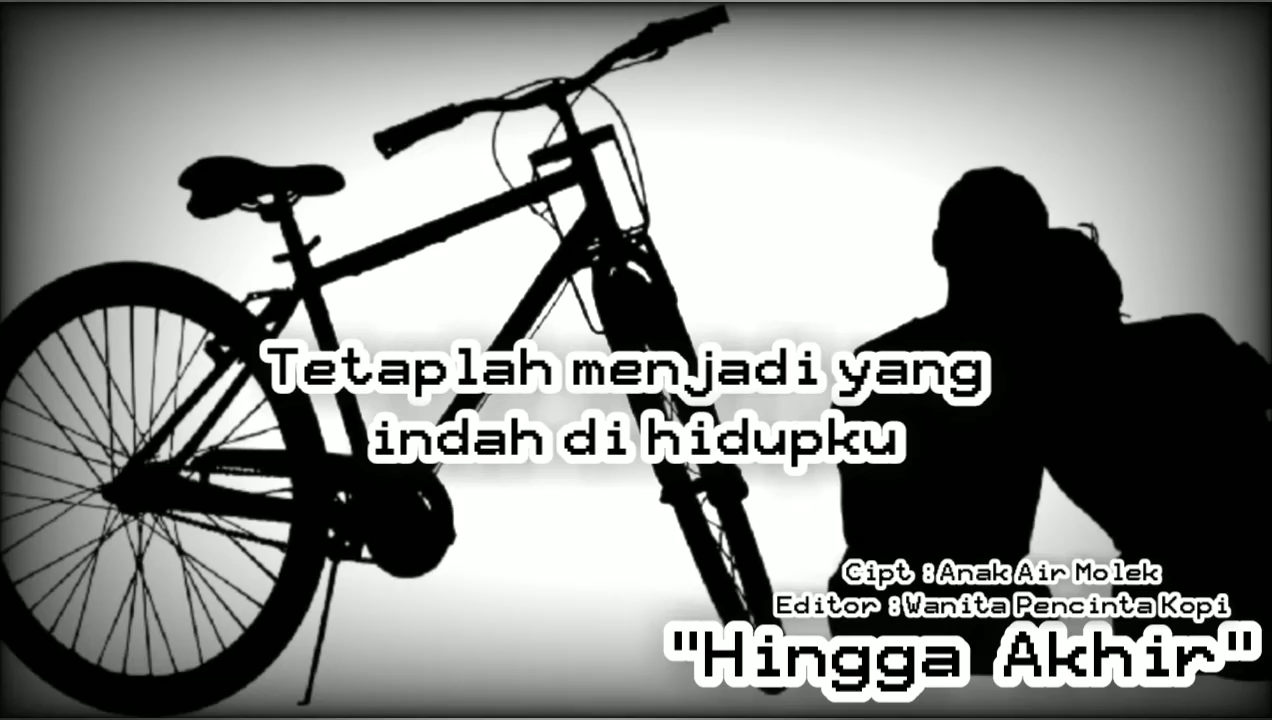 Tetaplah menjadi yang
indah di hidupku
Cipt : Anak Air Molek
Editor : Wanita Pencinta Kopi
"Hingga Akhir"